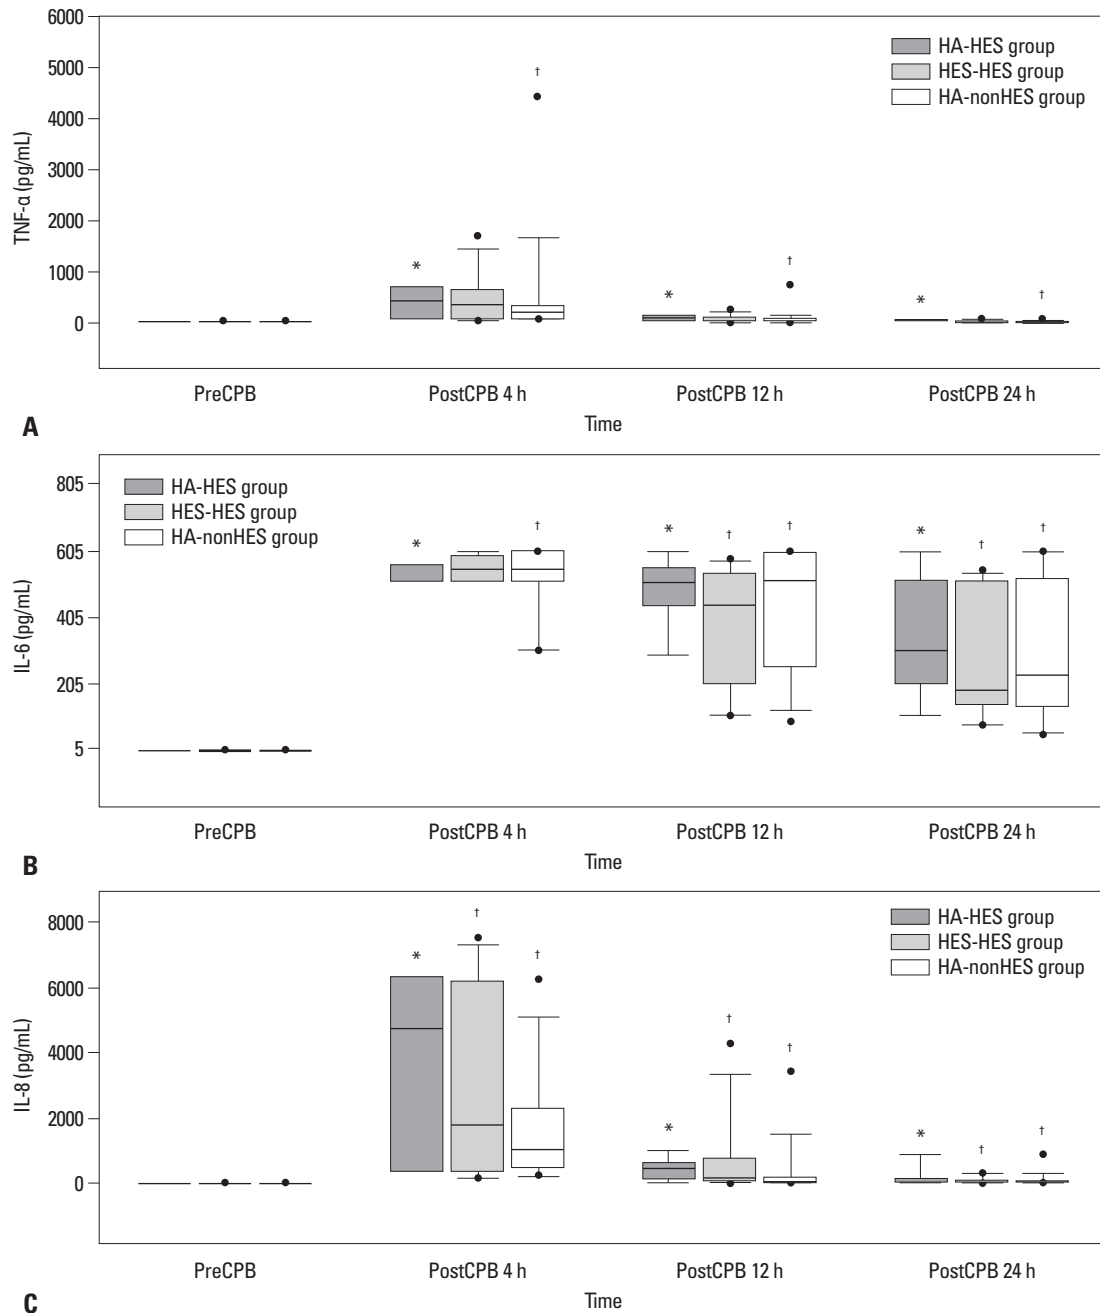 6000
5000
4000
3000
2000
1000
0
TNF-α (pg/mL)
HA-HES group
HES-HES group
HA-nonHES group
†
* * † * †
PreCPB PostCPB 4 h PostCPB 12 h PostCPB 24 h
Time
A
805
605
405
205
5
IL-6 (pg/mL)
HA-HES group
HES-HES group
HA-nonHES group
* † * † † * † †
PreCPB PostCPB 4 h PostCPB 12 h PostCPB 24 h
Time
B
8000
6000
4000
2000
0
IL-8 (pg/mL)
HA-HES group
HES-HES group
HA-nonHES group
* † † * † † * † †
PreCPB PostCPB 4 h PostCPB 12 h PostCPB 24 h
Time
C